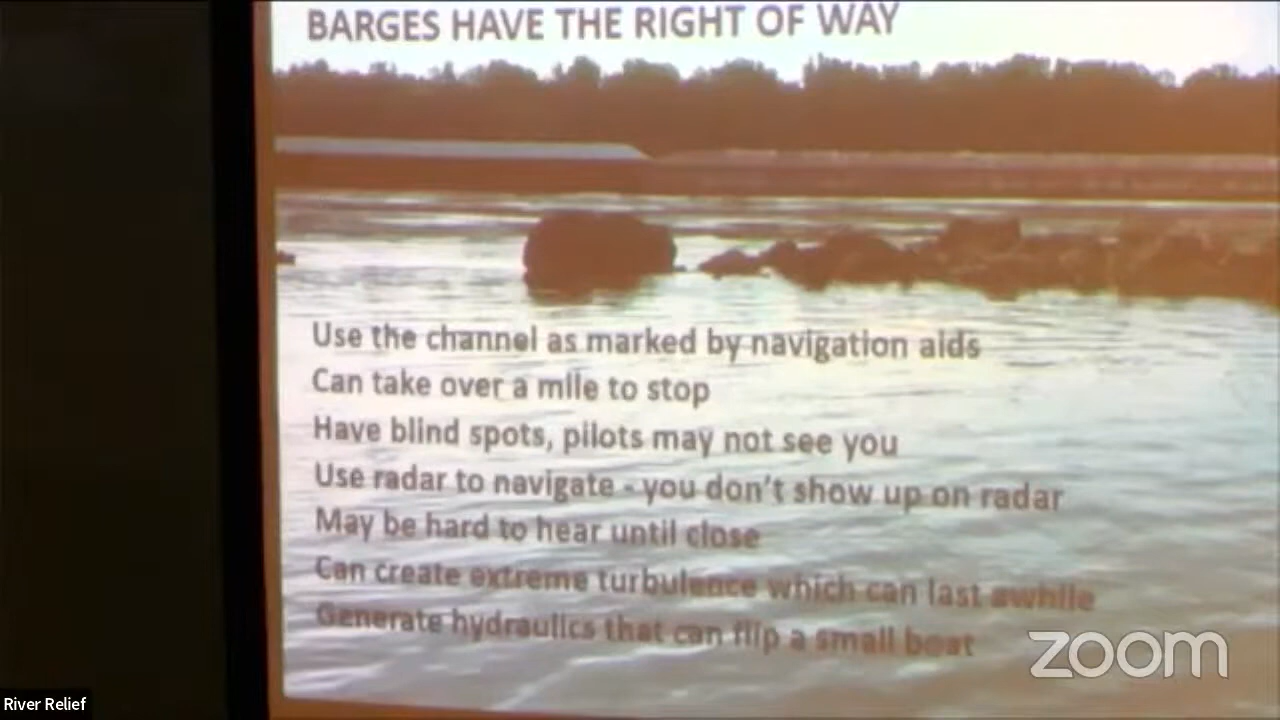 BARGES HAVE THE RIGHT OF WAY
Use the channel as marked by navigation aids
Can take over a mile to stop
Have blind spots, pilots may not see you
Use radar to navigate - you don't show up on radar
May be hard to hear until close
Can create extreme turbulence which can last awhile
Generate hydraulics that can flip a small boat
zoom
River Relief